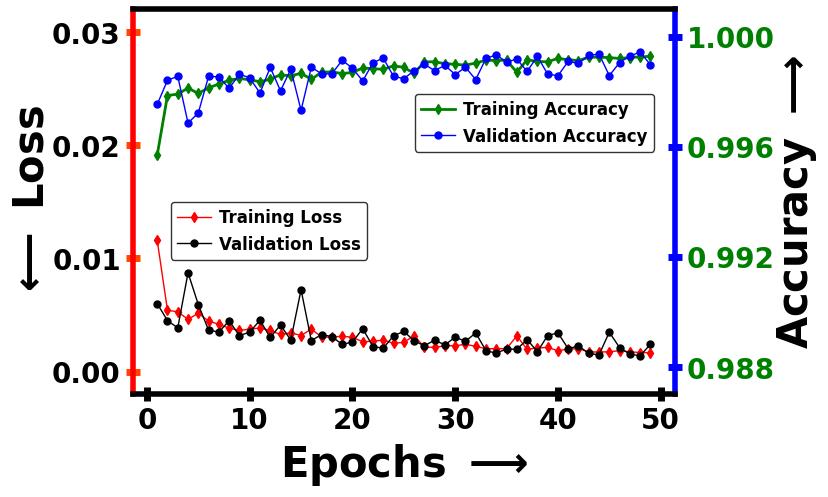 0.03
0.02
0.01
0.00
← Loss
1.000
0.996
0.992
0.988
Accuracy →
Training Accuracy
Validation Accuracy
Training Loss
Validation Loss
0 10 20 30 40 50
Epochs →